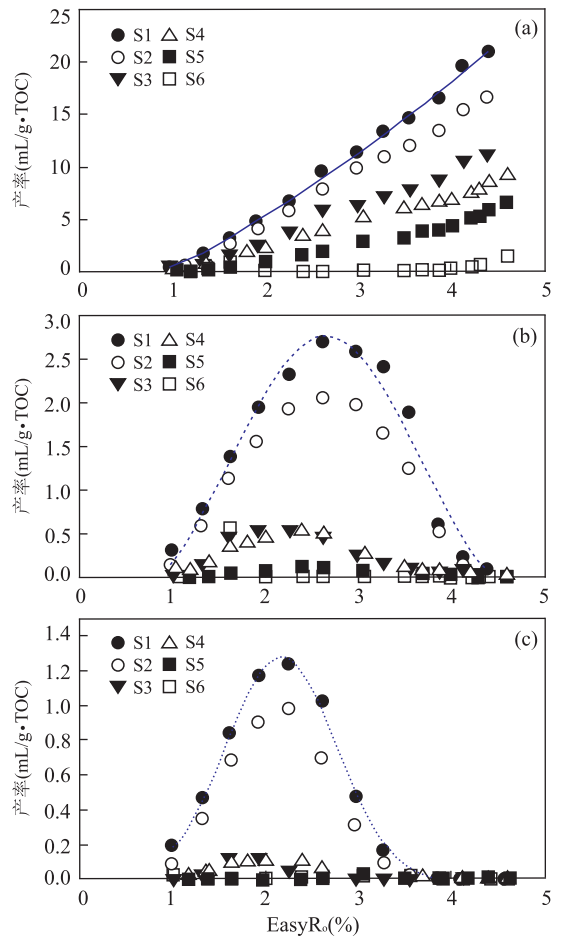 25
20
15
10
5
0
产率(mL/g•TOC)
(a)
S1 S4
S2 S5
S3 S6
0 1 2 3 4 5
3.0
2.5
2.0
1.5
1.0
0.5
0.0
产率(mL/g•TOC)
(b)
S1 S4
S2 S5
S3 S6
0 1 2 3 4 5
1.4
1.2
1.0
0.8
0.6
0.4
0.2
0.0
产率(mL/g•TOC)
(c)
S1 S4
S2 S5
S3 S6
0 1 2 3 4 5
EasyRₒ(%)